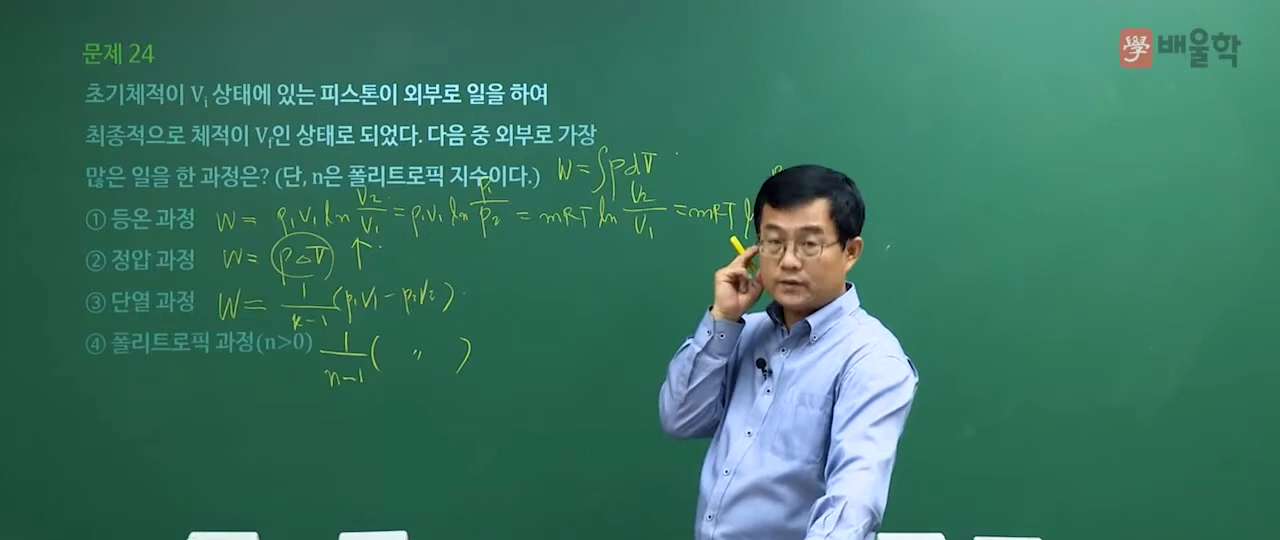 學 배울학
문제 24
초기체적이 Vi 상태에 있는 피스톤이 외부로 일을 하여
최종적으로 체적이 Vf인 상태로 되었다. 다음 중 외부로 가장
많은 일을 한 과정은? (단, n은 폴리트로픽 지수이다.) W = ∫pdV
① 등온 과정 W = P1V1 ln V2/V1 = P1V1 ln P1/P2 = mRT ln V2/V1 = mRT
② 정압 과정 W = p△V ↑
③ 단열 과정 W = 1/k-1 (P1V1 - P2V2)
④ 폴리트로픽 과정(n>0) 1/n-1 ( 〃 )